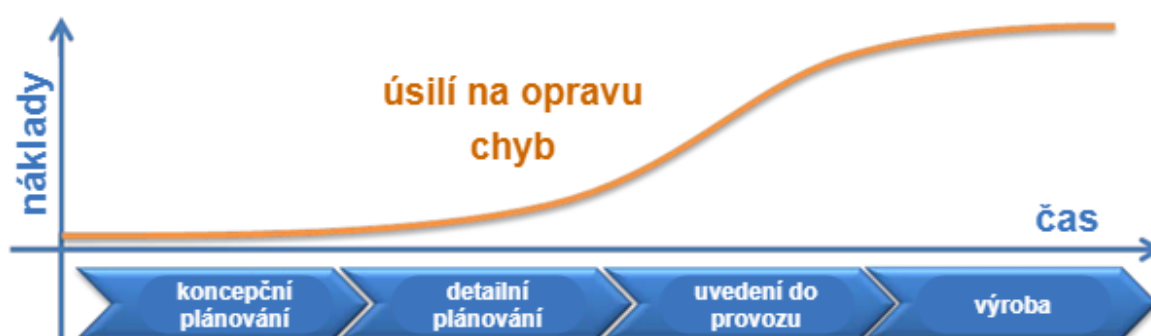 náklady
úsilí na opravu
chyb
čas
koncepční
plánování
detailní
plánování
uvedení do
provozu
výroba